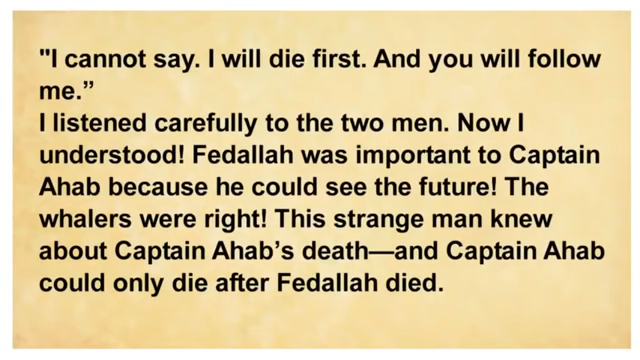 "I cannot say. I will die first. And you will follow
me.”
I listened carefully to the two men. Now I
understood! Fedallah was important to Captain
Ahab because he could see the future! The
whalers were right! This strange man knew
about Captain Ahab’s death—and Captain Ahab
could only die after Fedallah died.